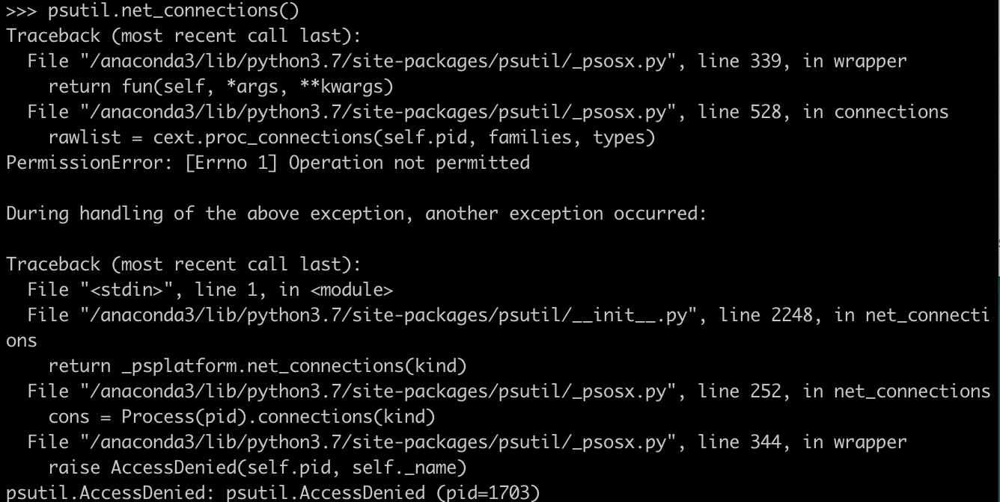 >>> psutil.net_connections()
Traceback (most recent call last):
  File "/anaconda3/lib/python3.7/site-packages/psutil/_psosx.py", line 339, in wrapper
    return fun(self, *args, **kwargs)
  File "/anaconda3/lib/python3.7/site-packages/psutil/_psosx.py", line 528, in connections
    rawlist = cext.proc_connections(self.pid, families, types)
PermissionError: [Errno 1] Operation not permitted

During handling of the above exception, another exception occurred:

Traceback (most recent call last):
  File "<stdin>", line 1, in <module>
  File "/anaconda3/lib/python3.7/site-packages/psutil/__init__.py", line 2248, in net_connecti
ons
    return _psplatform.net_connections(kind)
  File "/anaconda3/lib/python3.7/site-packages/psutil/_psosx.py", line 252, in net_connections
    cons = Process(pid).connections(kind)
  File "/anaconda3/lib/python3.7/site-packages/psutil/_psosx.py", line 344, in wrapper
    raise AccessDenied(self.pid, self._name)
psutil.AccessDenied: psutil.AccessDenied (pid=1703)